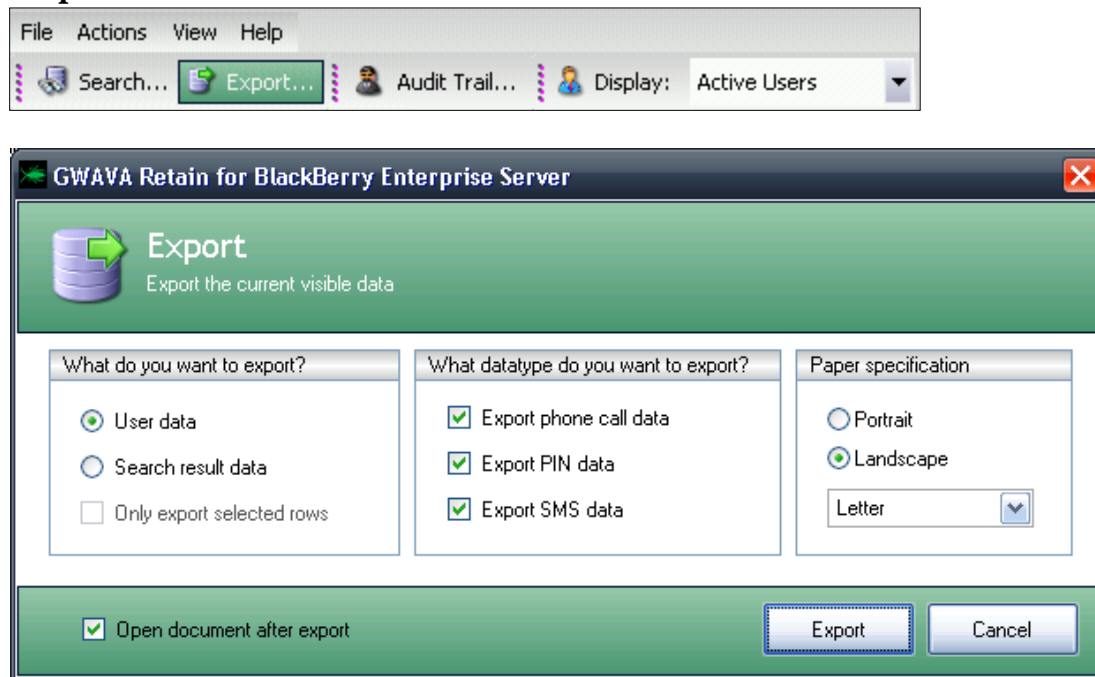 File Actions View Help
Search... Export... Audit Trail... Display: Active Users
GWAVA Retain for BlackBerry Enterprise Server
Export
Export the current visible data
What do you want to export?
User data
Search result data
Only export selected rows
What datatype do you want to export?
Export phone call data
Export PIN data
Export SMS data
Paper specification
Portrait
Landscape
Letter
Open document after export
Export Cancel